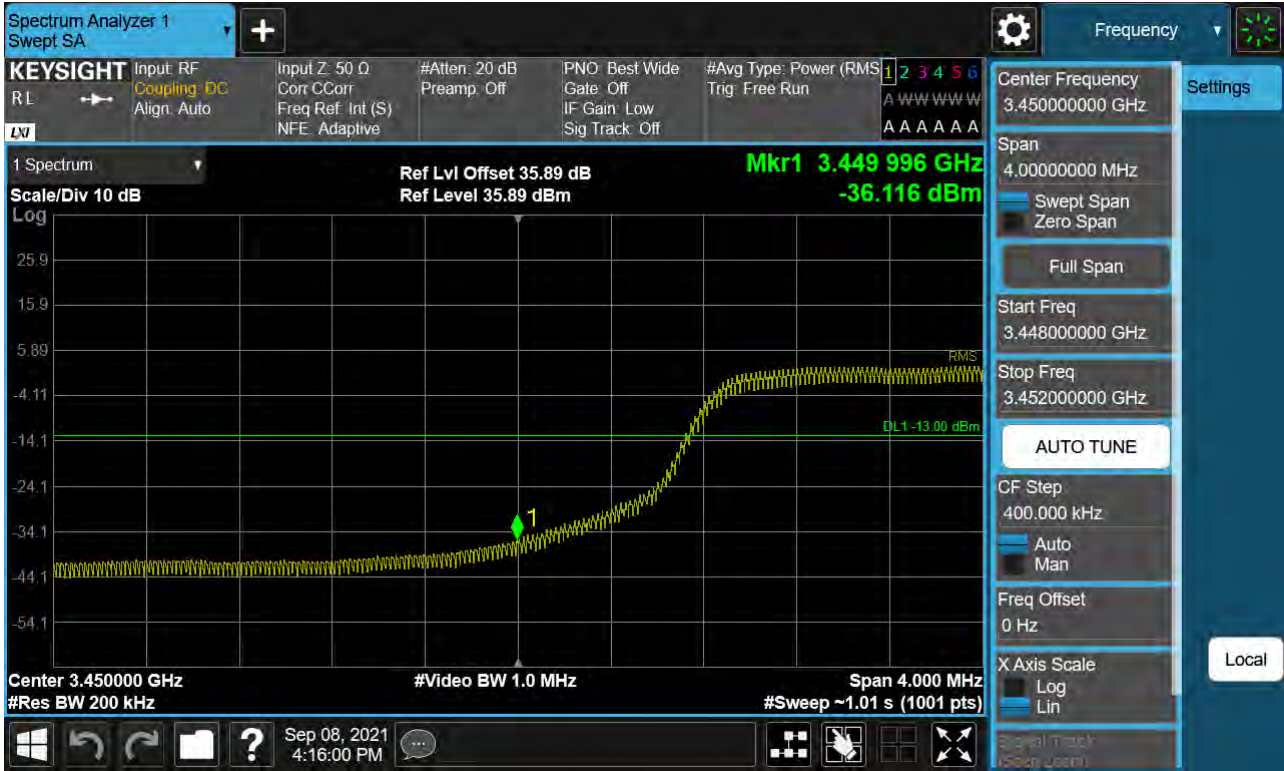 Spectrum Analyzer 1
Swept SA
Frequency
KEYSIGHT
R L
LXI
Input: RF
Coupling: DC
Align: Auto
Input Z: 50 Ω
Corr CCorr
Freq Ref: Int (S)
NFE: Adaptive
#Atten: 20 dB
Preamp: Off
PNO: Best Wide
Gate: Off
IF Gain: Low
Sig Track: Off
#Avg Type: Power (RMS
Trig: Free Run
1 2 3 4 5 6
A W W W W W
A A A A A A
1 Spectrum
Scale/Div 10 dB
Log
Ref Lvl Offset 35.89 dB
Ref Level 35.89 dBm
Mkr1 3.449 996 GHz
-36.116 dBm
25.9
15.9
5.89
-4.11
-14.1
-24.1
-34.1
-44.1
-54.1
RMS
DL1 -13.00 dBm
1
Center 3.450000 GHz
#Res BW 200 kHz
#Video BW 1.0 MHz
Span 4.000 MHz
#Sweep ~1.01 s (1001 pts)
Center Frequency
3.450000000 GHz
Settings
Span
4.00000000 MHz
Swept Span
Zero Span
Full Span
Start Freq
3.448000000 GHz
Stop Freq
3.452000000 GHz
AUTO TUNE
CF Step
400.000 kHz
Auto
Man
Freq Offset
0 Hz
X Axis Scale
Log
Lin
Signal Track
(Span Zoom)
Local
?
Sep 08, 2021
4:16:00 PM